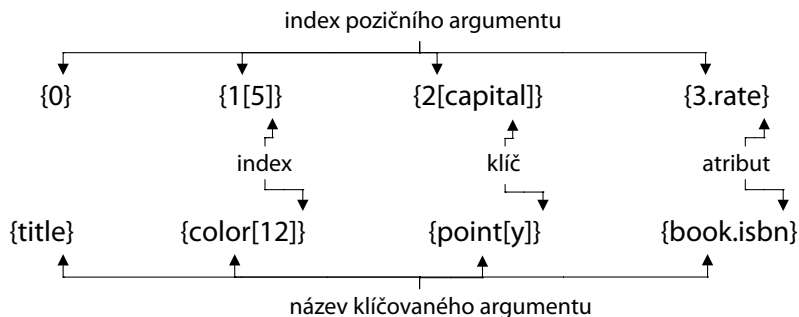 index pozičního argumentu
{0} {1[5]} {2[capital]} {3.rate}
index klíč atribut
{title} {color[12]} {point[y]} {book.isbn}
název klíčovaného argumentu